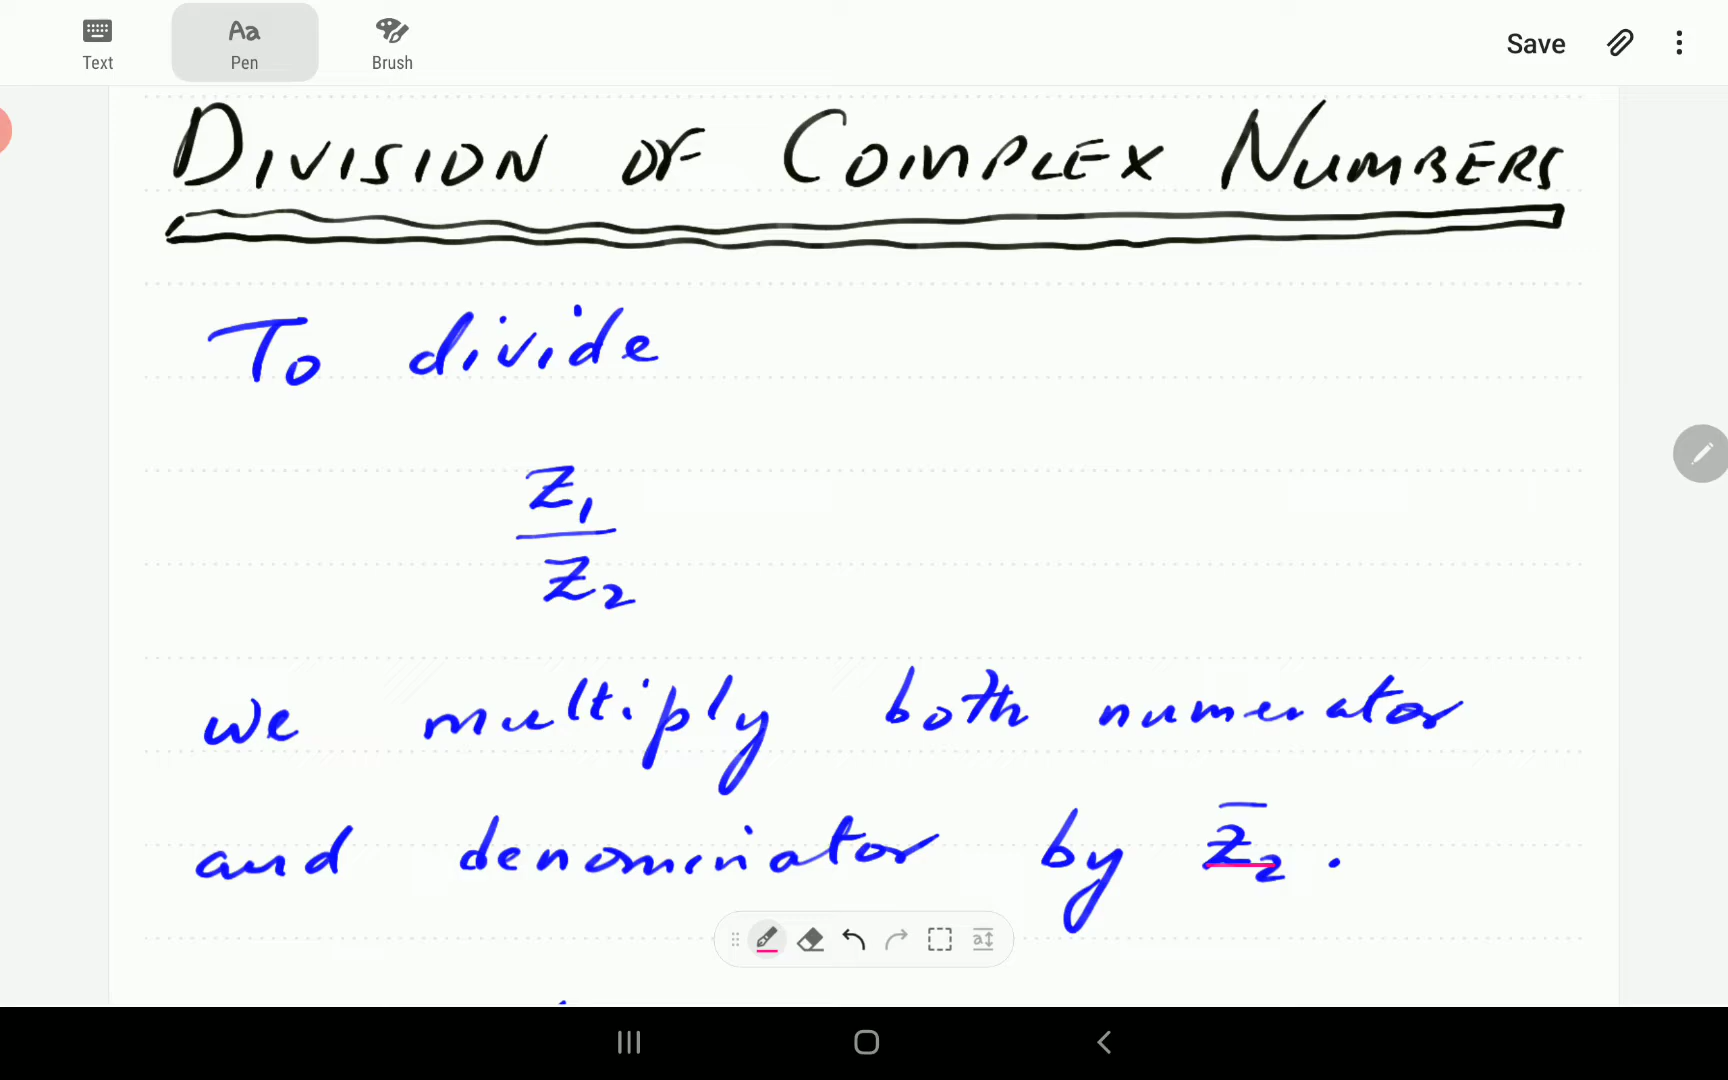 Text
Aa
Pen
Brush
Save
DIVISION OF COMPLEX NUMBERS
To divide
z₁
z₂
we multiply both numerator
and denominator by z̄₂.
a